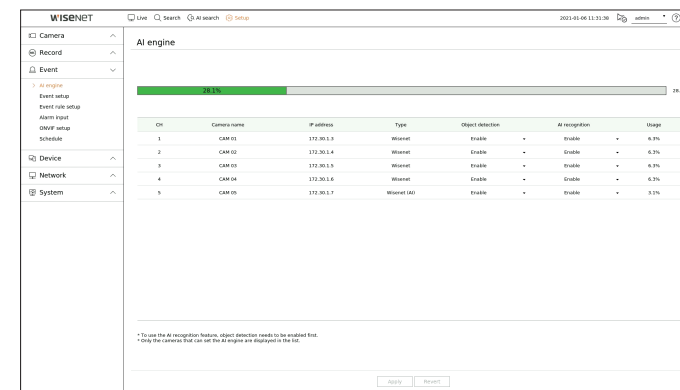 WISENET
Live Search AI search Setup 2021-01-06 11:31:38 admin
Camera
Record
Event
AI engine
Event setup
Event rule setup
Alarm input
ONVIF setup
Schedule
Device
Network
System
AI engine
28.1% 28.
CH Camera name IP address Type Object detection AI recognition Usage
1 CAM 01 172.30.1.3 Wisenet Enable Enable 6.3%
2 CAM 02 172.30.1.4 Wisenet Enable Enable 6.3%
3 CAM 03 172.30.1.5 Wisenet Enable Enable 6.3%
4 CAM 04 172.30.1.6 Wisenet Enable Enable 6.3%
5 CAM 05 172.30.1.7 Wisenet (AI) Enable Enable 3.1%
* To use the AI recognition feature, object detection needs to be enabled first.
* Only the cameras that can set the AI engine are displayed in the list.
Apply Revert